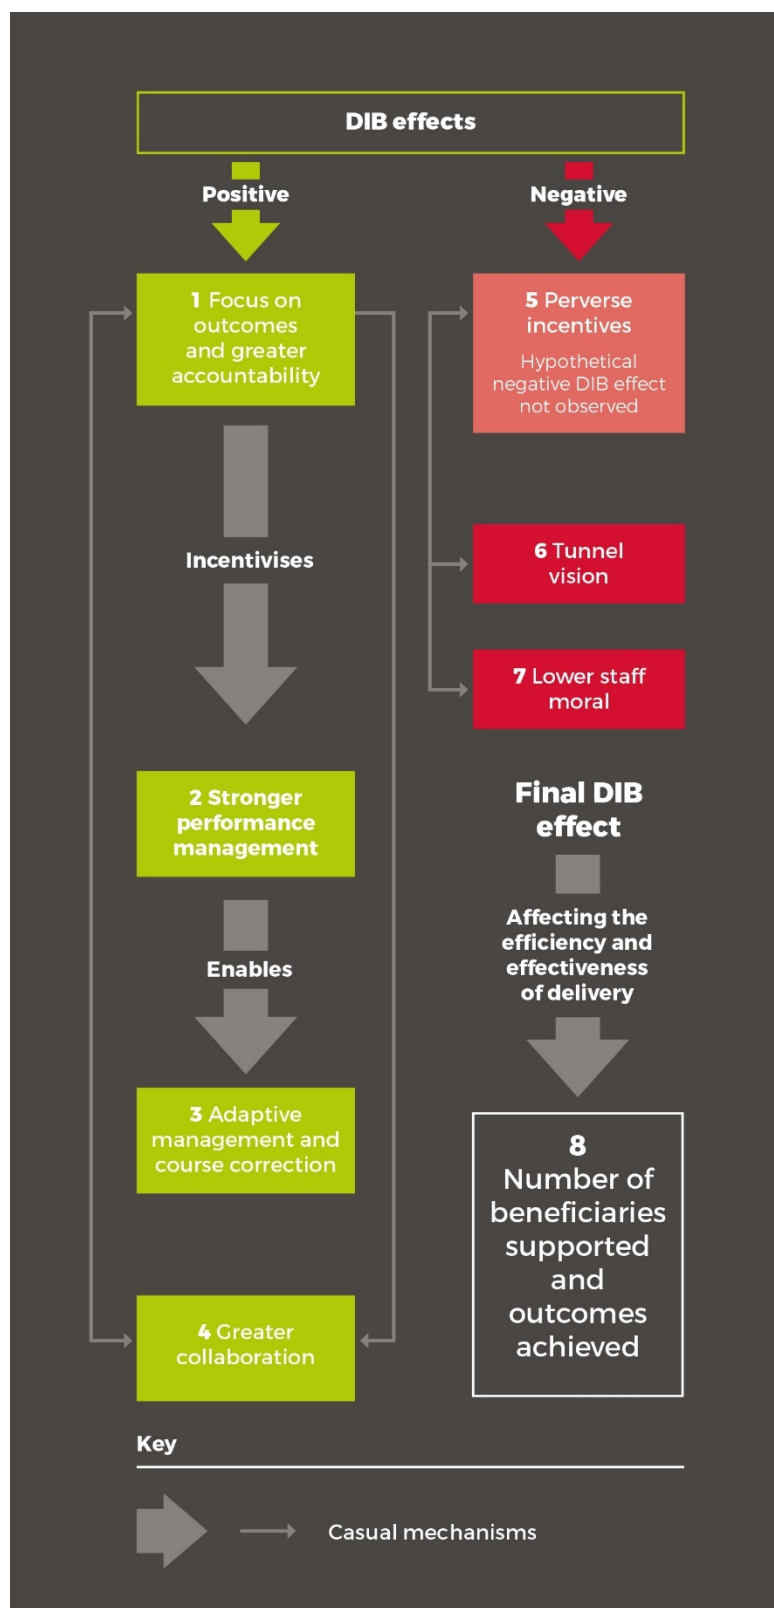 DIB effects
Positive
Negative
1 Focus on
outcomes
and greater
accountability
Incentivises
2 Stronger
performance
management
Enables
3 Adaptive
management and
course correction
4 Greater
collaboration
5 Perverse
incentives
Hypothetical
negative DIB effect
not observed
6 Tunnel
vision
7 Lower staff
moral
Final DIB
effect
Affecting the
efficiency and
effectiveness
of delivery
8
Number of
beneficiaries
supported
and
outcomes
achieved
Key
Casual mechanisms